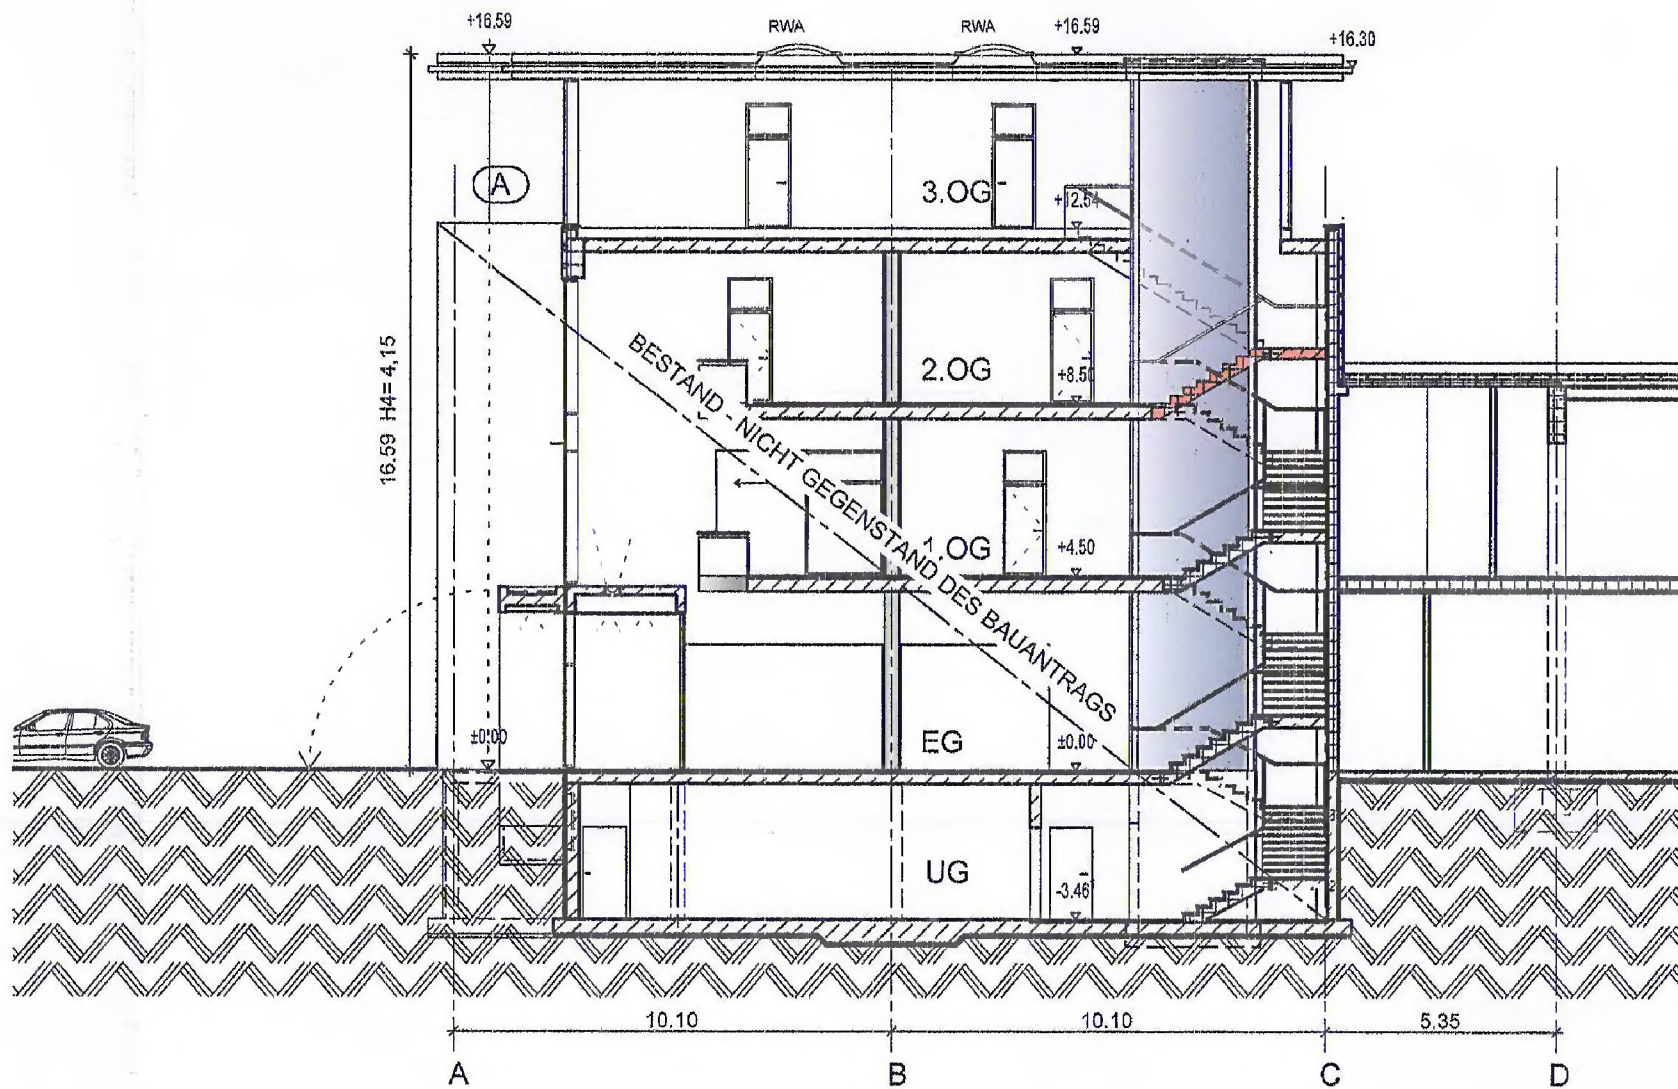 +16.59
RWA
RWA
+16.59
+16.30
A
3.OG
+12.54
16.59 H4= 4,15
BESTAND - NICHT GEGENSTAND DES BAUANTRAGS
2.OG
+8.50
1.OG
+4.50
±0.00
EG
±0.00
UG
-3.46
10.10
10.10
5.35
A
B
C
D